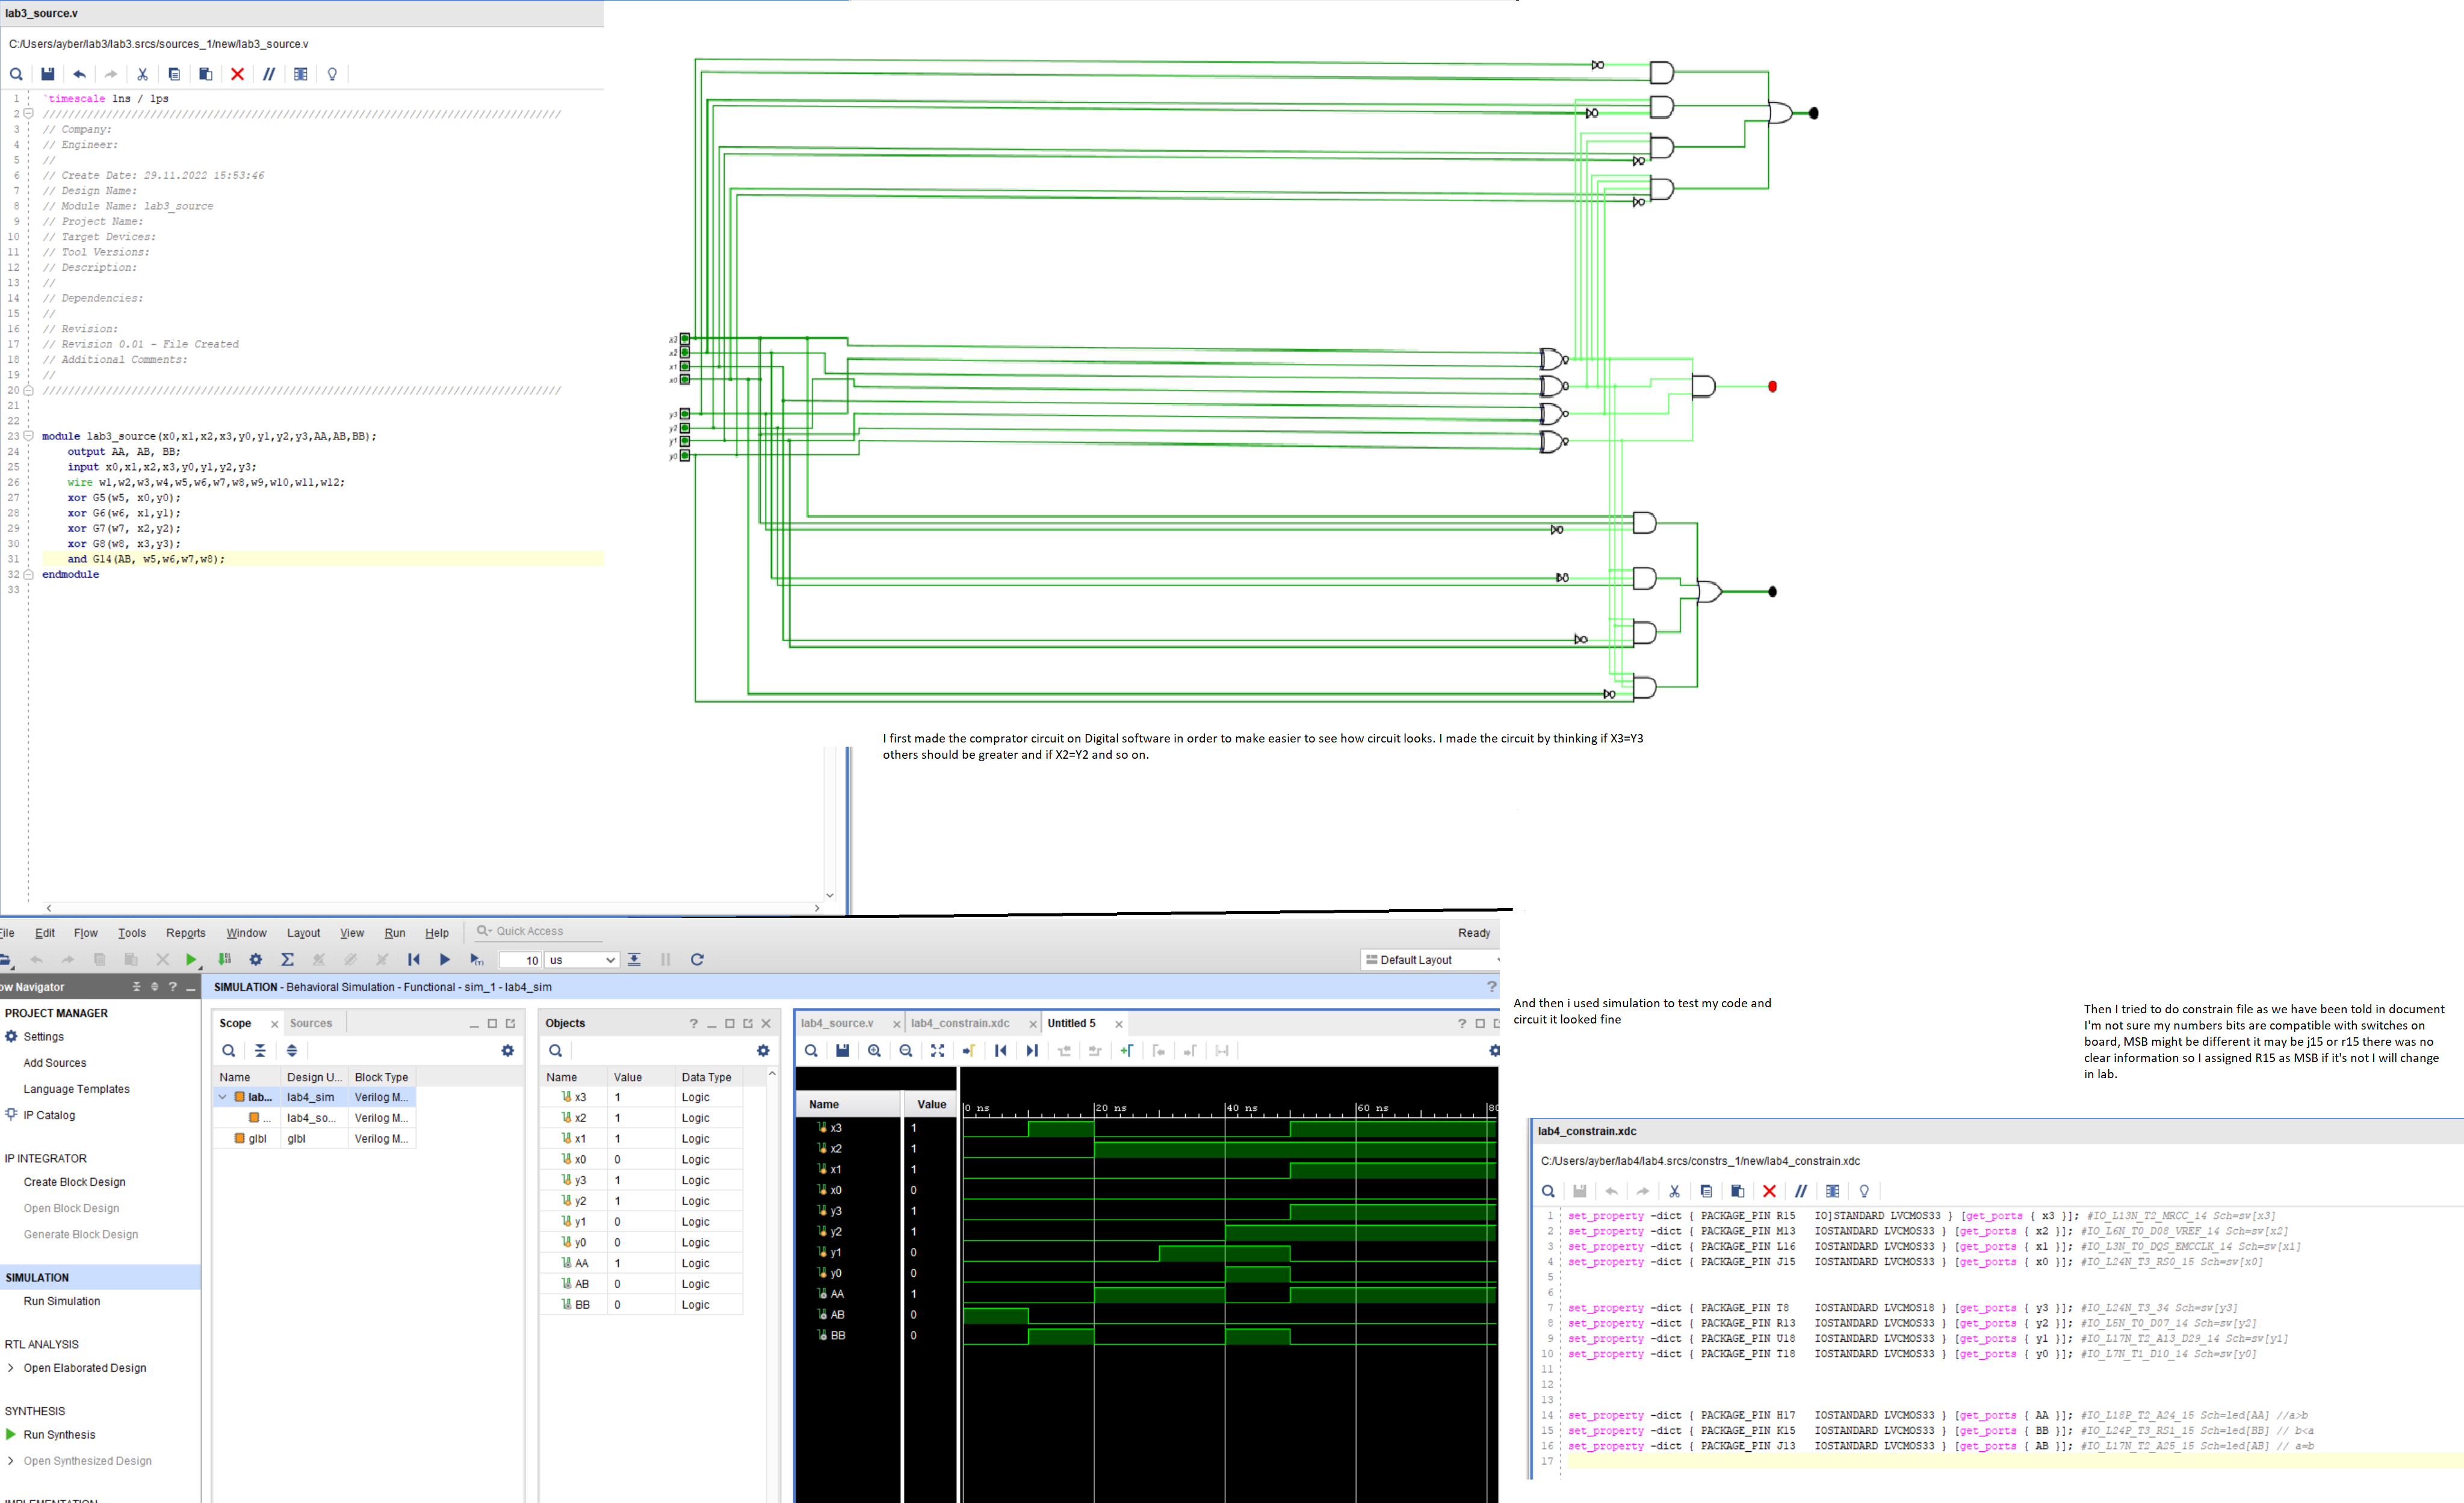 lab3_source.v
C:/Users/ayber/lab3/lab3.srcs/sources_1/new/lab3_source.v
1 `timescale 1ns / 1ps
2 //////////////////////////////////////////////////////////////////////////////////
3 // Company:
4 // Engineer:
5 //
6 // Create Date: 29.11.2022 15:53:46
7 // Design Name:
8 // Module Name: lab3_source
9 // Project Name:
10 // Target Devices:
11 // Tool Versions:
12 // Description:
13 //
14 // Dependencies:
15 //
16 // Revision:
17 // Revision 0.01 - File Created
18 // Additional Comments:
19 //
20 //////////////////////////////////////////////////////////////////////////////////
21
22
23 module lab3_source(x0,x1,x2,x3,y0,y1,y2,y3,AA,AB,BB);
24 output AA, AB, BB;
25 input x0,x1,x2,x3,y0,y1,y2,y3;
26 wire w1,w2,w3,w4,w5,w6,w7,w8,w9,w10,w11,w12;
27 xor G5(w5, x0,y0);
28 xor G6(w6, x1,y1);
29 xor G7(w7, x2,y2);
30 xor G8(w8, x3,y3);
31 and G14(AB, w5,w6,w7,w8);
32 endmodule
33
x3
x2
x1
x0
y3
y2
y1
y0
I first made the comprator circuit on Digital software in order to make easier to see how circuit looks. I made the circuit by thinking if X3=Y3
others should be greater and if X2=Y2 and so on.
File Edit Flow Tools Reports Window Layout View Run Help Quick Access Ready
10 us Default Layout
ow Navigator
SIMULATION - Behavioral Simulation - Functional - sim_1 - lab4_sim
PROJECT MANAGER
Settings
Add Sources
Language Templates
IP Catalog
IP INTEGRATOR
Create Block Design
Open Block Design
Generate Block Design
SIMULATION
Run Simulation
RTL ANALYSIS
Open Elaborated Design
SYNTHESIS
Run Synthesis
Open Synthesized Design
IMPLEMENTATION
Scope Sources
Name Design U... Block Type
lab... lab4_sim Verilog M...
... lab4_so... Verilog M...
glbl glbl Verilog M...
Objects
Name Value Data Type
x3 1 Logic
x2 1 Logic
x1 1 Logic
x0 0 Logic
y3 1 Logic
y2 1 Logic
y1 0 Logic
y0 0 Logic
AA 1 Logic
AB 0 Logic
BB 0 Logic
lab4_source.v lab4_constrain.xdc Untitled 5
Name Value
0 ns 20 ns 40 ns 60 ns 80
x3 1
x2 1
x1 1
x0 0
y3 1
y2 1
y1 0
y0 0
AA 1
AB 0
BB 0
And then i used simulation to test my code and
circuit it looked fine
Then I tried to do constrain file as we have been told in document
I'm not sure my numbers bits are compatible with switches on
board, MSB might be different it may be j15 or r15 there was no
clear information so I assigned R15 as MSB if it's not I will change
in lab.
lab4_constrain.xdc
C:/Users/ayber/lab4/lab4.srcs/constrs_1/new/lab4_constrain.xdc
1 set_property -dict { PACKAGE_PIN R15 IO]STANDARD LVCMOS33 } [get_ports { x3 }]; #IO_L13N_T2_MRCC_14 Sch=sw[x3]
2 set_property -dict { PACKAGE_PIN M13 IOSTANDARD LVCMOS33 } [get_ports { x2 }]; #IO_L6N_T0_D08_VREF_14 Sch=sw[x2]
3 set_property -dict { PACKAGE_PIN L16 IOSTANDARD LVCMOS33 } [get_ports { x1 }]; #IO_L3N_T0_DQS_EMCCLK_14 Sch=sw[x1]
4 set_property -dict { PACKAGE_PIN J15 IOSTANDARD LVCMOS33 } [get_ports { x0 }]; #IO_L24N_T3_RS0_15 Sch=sw[x0]
5
6
7 set_property -dict { PACKAGE_PIN T8 IOSTANDARD LVCMOS18 } [get_ports { y3 }]; #IO_L24N_T3_34 Sch=sw[y3]
8 set_property -dict { PACKAGE_PIN R13 IOSTANDARD LVCMOS33 } [get_ports { y2 }]; #IO_L5N_T0_D07_14 Sch=sw[y2]
9 set_property -dict { PACKAGE_PIN U18 IOSTANDARD LVCMOS33 } [get_ports { y1 }]; #IO_L17N_T2_A13_D29_14 Sch=sw[y1]
10 set_property -dict { PACKAGE_PIN T18 IOSTANDARD LVCMOS33 } [get_ports { y0 }]; #IO_L7N_T1_D10_14 Sch=sw[y0]
11
12
13
14 set_property -dict { PACKAGE_PIN H17 IOSTANDARD LVCMOS33 } [get_ports { AA }]; #IO_L18P_T2_A24_15 Sch=led[AA] //a>b
15 set_property -dict { PACKAGE_PIN K15 IOSTANDARD LVCMOS33 } [get_ports { BB }]; #IO_L24P_T3_RS1_15 Sch=led[BB] // b<a
16 set_property -dict { PACKAGE_PIN J13 IOSTANDARD LVCMOS33 } [get_ports { AB }]; #IO_L17N_T2_A25_15 Sch=led[AB] // a=b
17